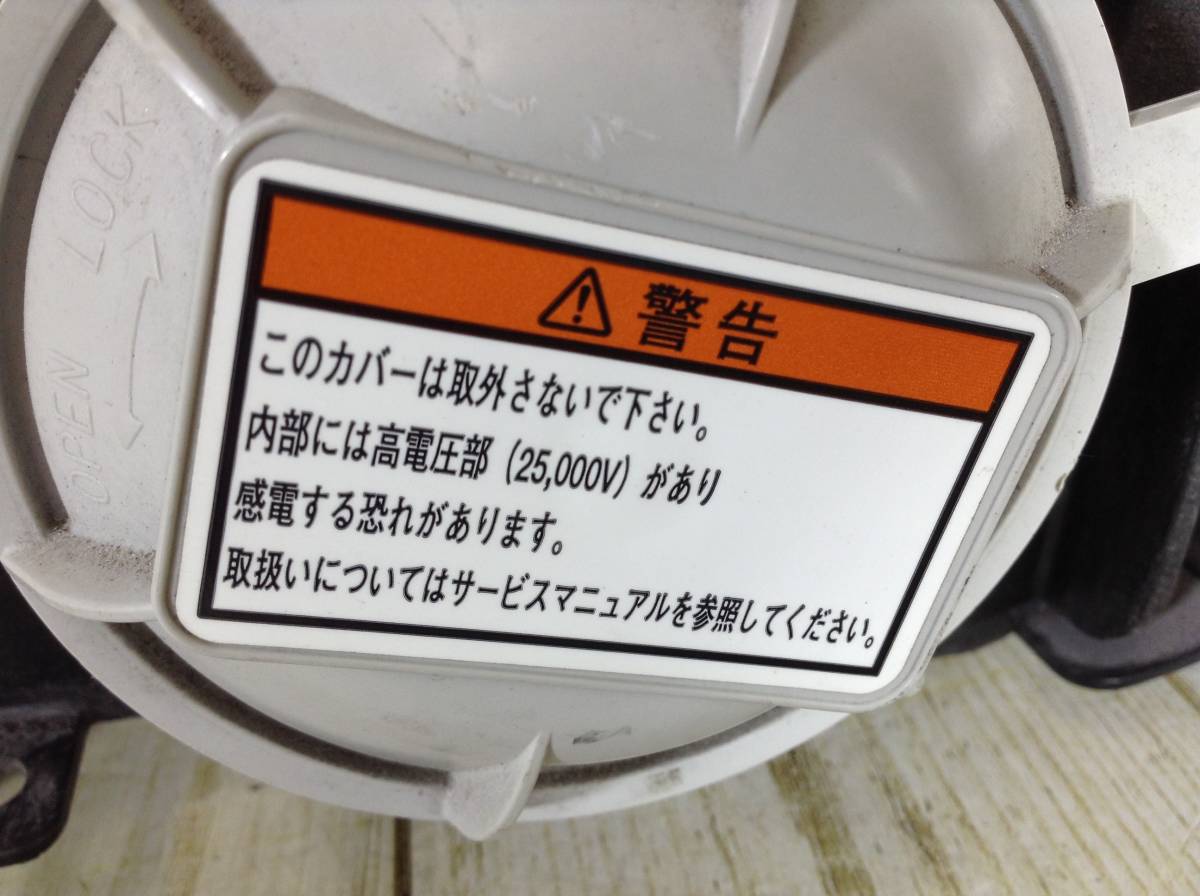 LOCK
OPEN
警告
このカバーは取外さないで下さい。
内部には高電圧部（25,000V）があり
感電する恐れがあります。
取扱いについてはサービスマニュアルを参照してください。